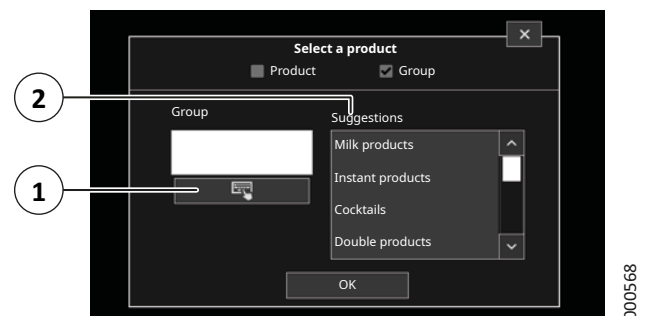 Select a product
Product Group
2
Group
Suggestions
Milk products
Instant products
1
Cocktails
Double products
OK
000568